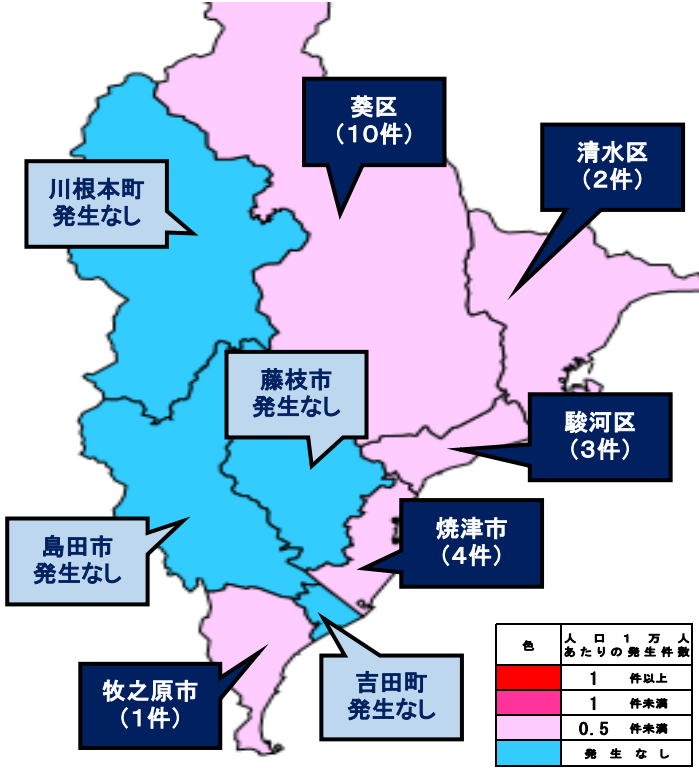 葵区
（10件）
清水区
（2件）
川根本町
発生なし
藤枝市
発生なし
駿河区
（3件）
焼津市
（4件）
島田市
発生なし
牧之原市
（1件）
吉田町
発生なし
色
人口1万人
あたりの発生件数
1 件以上
1 件未満
0.5 件未満
発生なし